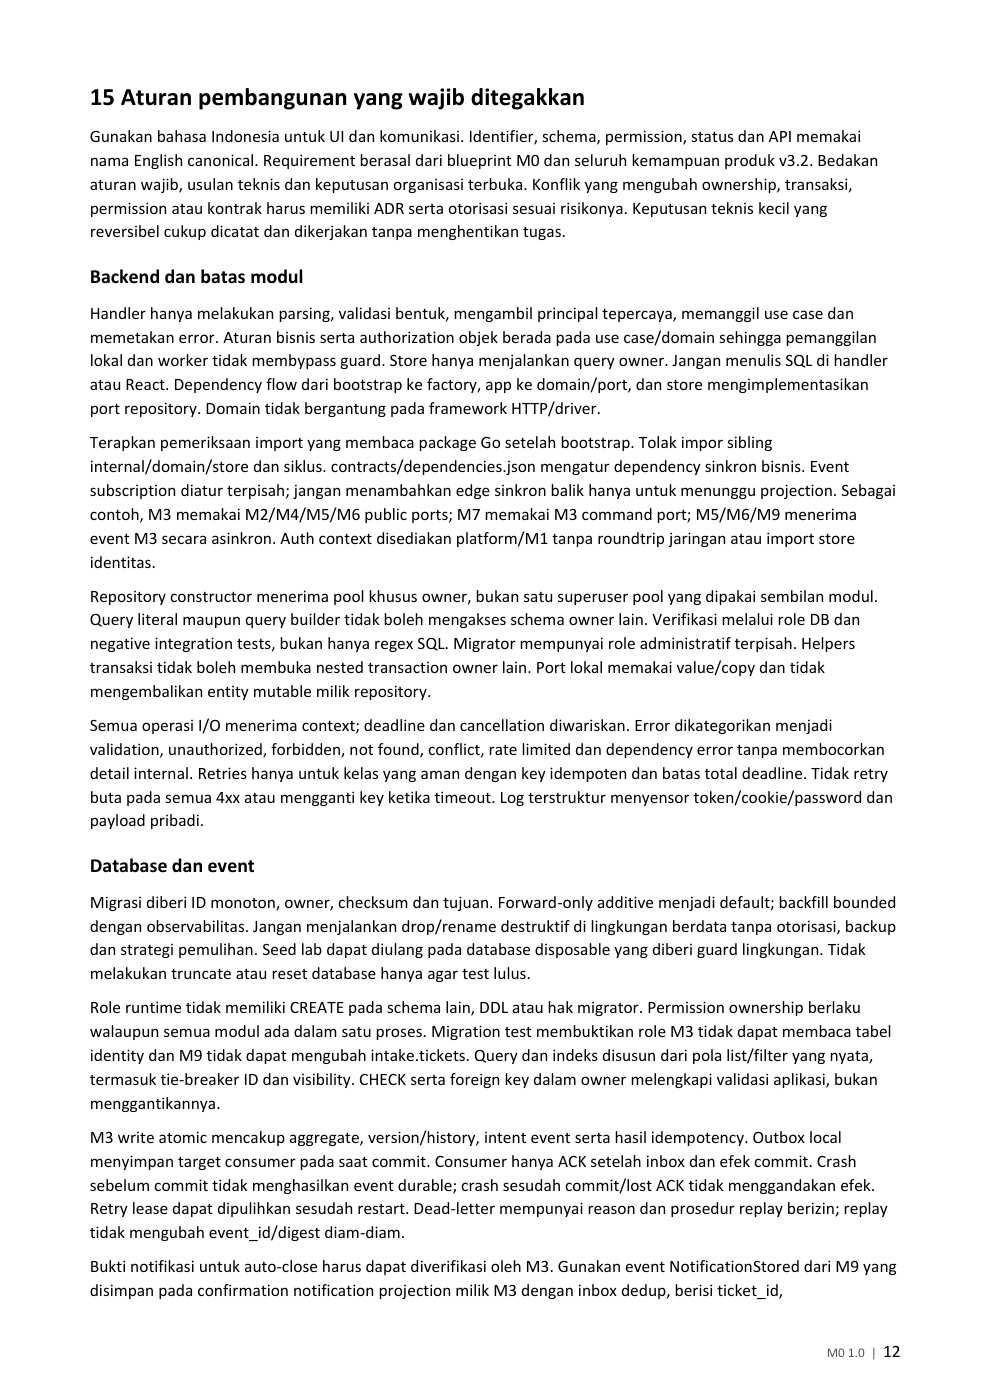 15 Aturan pembangunan yang wajib ditegakkan
Gunakan bahasa Indonesia untuk UI dan komunikasi. Identifier, schema, permission, status dan API memakai
nama English canonical. Requirement berasal dari blueprint M0 dan seluruh kemampuan produk v3.2. Bedakan
aturan wajib, usulan teknis dan keputusan organisasi terbuka. Konflik yang mengubah ownership, transaksi,
permission atau kontrak harus memiliki ADR serta otorisasi sesuai risikonya. Keputusan teknis kecil yang
reversibel cukup dicatat dan dikerjakan tanpa menghentikan tugas.
Backend dan batas modul
Handler hanya melakukan parsing, validasi bentuk, mengambil principal tepercaya, memanggil use case dan
memetakan error. Aturan bisnis serta authorization objek berada pada use case/domain sehingga pemanggilan
lokal dan worker tidak membypass guard. Store hanya menjalankan query owner. Jangan menulis SQL di handler
atau React. Dependency flow dari bootstrap ke factory, app ke domain/port, dan store mengimplementasikan
port repository. Domain tidak bergantung pada framework HTTP/driver.
Terapkan pemeriksaan import yang membaca package Go setelah bootstrap. Tolak impor sibling
internal/domain/store dan siklus. contracts/dependencies.json mengatur dependency sinkron bisnis. Event
subscription diatur terpisah; jangan menambahkan edge sinkron balik hanya untuk menunggu projection. Sebagai
contoh, M3 memakai M2/M4/M5/M6 public ports; M7 memakai M3 command port; M5/M6/M9 menerima
event M3 secara asinkron. Auth context disediakan platform/M1 tanpa roundtrip jaringan atau import store
identitas.
Repository constructor menerima pool khusus owner, bukan satu superuser pool yang dipakai sembilan modul.
Query literal maupun query builder tidak boleh mengakses schema owner lain. Verifikasi melalui role DB dan
negative integration tests, bukan hanya regex SQL. Migrator mempunyai role administratif terpisah. Helpers
transaksi tidak boleh membuka nested transaction owner lain. Port lokal memakai value/copy dan tidak
mengembalikan entity mutable milik repository.
Semua operasi I/O menerima context; deadline dan cancellation diwariskan. Error dikategorikan menjadi
validation, unauthorized, forbidden, not found, conflict, rate limited dan dependency error tanpa membocorkan
detail internal. Retries hanya untuk kelas yang aman dengan key idempoten dan batas total deadline. Tidak retry
buta pada semua 4xx atau mengganti key ketika timeout. Log terstruktur menyensor token/cookie/password dan
payload pribadi.
Database dan event
Migrasi diberi ID monoton, owner, checksum dan tujuan. Forward-only additive menjadi default; backfill bounded
dengan observabilitas. Jangan menjalankan drop/rename destruktif di lingkungan berdata tanpa otorisasi, backup
dan strategi pemulihan. Seed lab dapat diulang pada database disposable yang diberi guard lingkungan. Tidak
melakukan truncate atau reset database hanya agar test lulus.
Role runtime tidak memiliki CREATE pada schema lain, DDL atau hak migrator. Permission ownership berlaku
walaupun semua modul ada dalam satu proses. Migration test membuktikan role M3 tidak dapat membaca tabel
identity dan M9 tidak dapat mengubah intake.tickets. Query dan indeks disusun dari pola list/filter yang nyata,
termasuk tie-breaker ID dan visibility. CHECK serta foreign key dalam owner melengkapi validasi aplikasi, bukan
menggantikannya.
M3 write atomic mencakup aggregate, version/history, intent event serta hasil idempotency. Outbox local
menyimpan target consumer pada saat commit. Consumer hanya ACK setelah inbox dan efek commit. Crash
sebelum commit tidak menghasilkan event durable; crash sesudah commit/lost ACK tidak menggandakan efek.
Retry lease dapat dipulihkan sesudah restart. Dead-letter mempunyai reason dan prosedur replay berizin; replay
tidak mengubah event_id/digest diam-diam.
Bukti notifikasi untuk auto-close harus dapat diverifikasi oleh M3. Gunakan event NotificationStored dari M9 yang
disimpan pada confirmation notification projection milik M3 dengan inbox dedup, berisi ticket_id,
M0 1.0 | 12